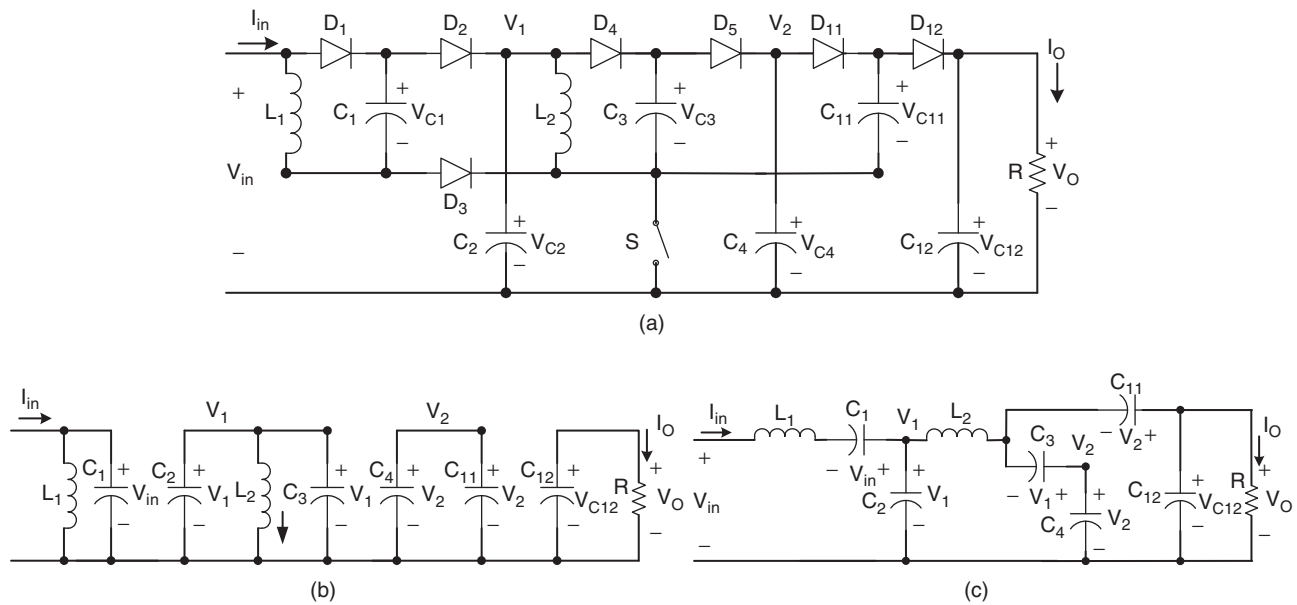 I_in D_1 D_2 V_1 D_4 D_5 V_2 D_11 D_12 I_O
+ L_1 C_1 + V_C1 − L_2 C_3 + V_C3 − C_11 + V_C11 −
V_in D_3 R + V_O −
− C_2 + V_C2 − S C_4 + V_C4 − C_12 + V_C12 −
(a)
I_in V_1 V_2 I_O
L_1 C_1 + V_in − C_2 + V_1 − L_2 C_3 + V_1 − C_4 + V_2 − C_11 + V_2 − C_12 + V_C12 − R + V_O −
(b)
I_in L_1 C_1 V_1 L_2 C_11 I_O
+ − V_in + C_3 V_2 − V_2 +
V_in C_2 + V_1 − − V_1 + C_4 + V_2 − C_12 + V_C12 − R + V_O −
−
(c)